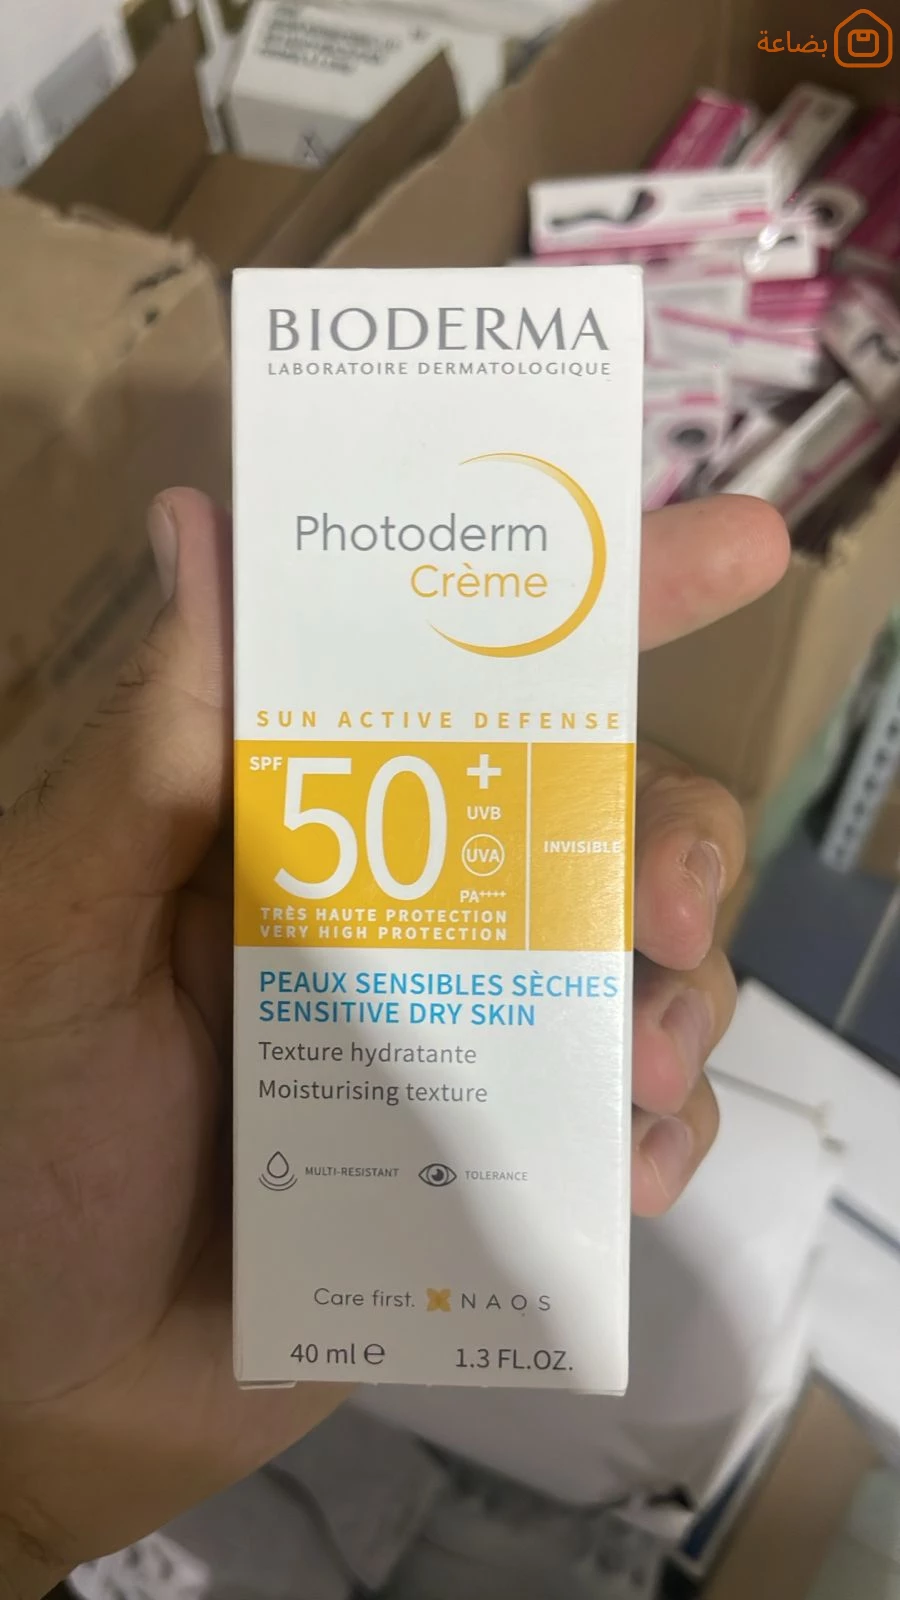 بضاعة
BIODERMA
LABORATOIRE DERMATOLOGIQUE
Photoderm
Crème
SUN ACTIVE DEFENSE
SPF 50+
UVB
UVA
PA++++
INVISIBLE
TRÈS HAUTE PROTECTION
VERY HIGH PROTECTION
PEAUX SENSIBLES SÈCHES
SENSITIVE DRY SKIN
Texture hydratante
Moisturising texture
MULTI-RESISTANT TOLERANCE
Care first. NAOS
40 ml ℮ 1.3 FL.OZ.